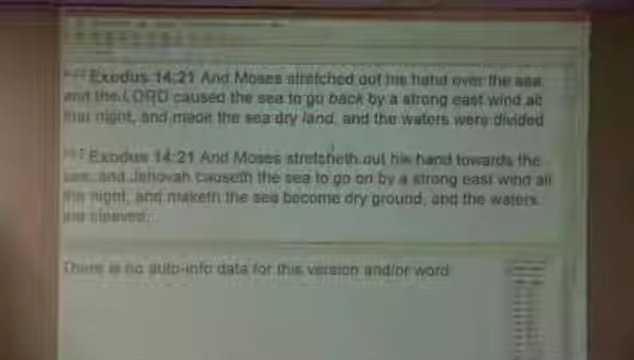 Exodus 14:21 And Moses stretched out his hand over the sea;
and the LORD caused the sea to go back by a strong east wind all
that night, and made the sea dry land, and the waters were divided
Exodus 14:21 And Moses stretcheth out his hand towards the
sea, and Jehovah causeth the sea to go on by a strong east wind all
the night, and maketh the sea become dry ground, and the waters
are cleaved,
There is no auto-info data for this version and/or word